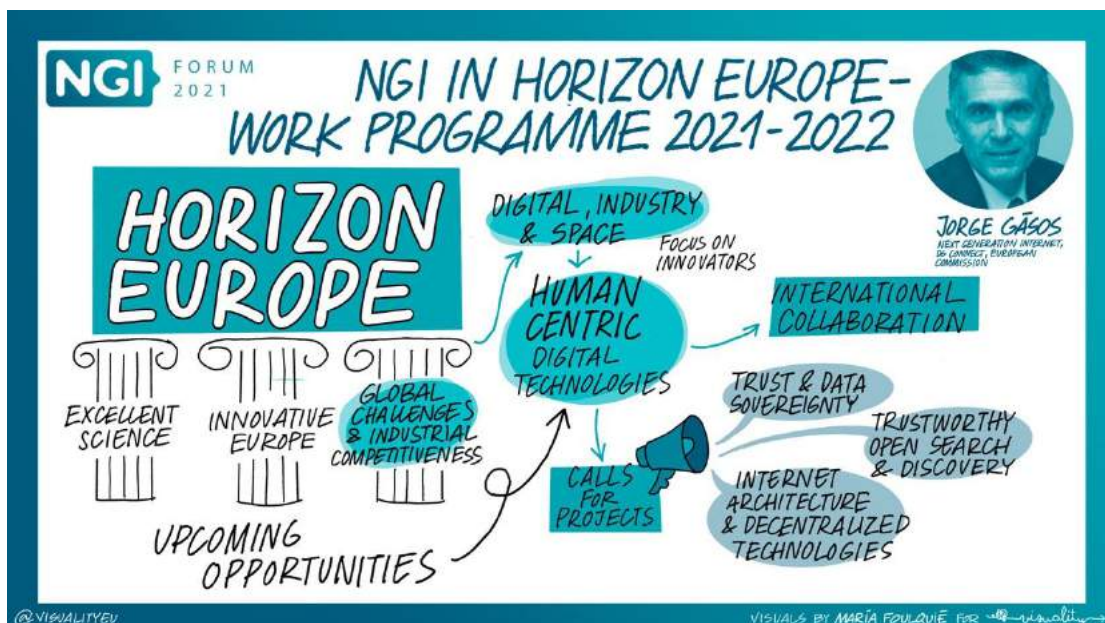 NGI
FORUM
2021
NGI IN HORIZON EUROPE-
WORK PROGRAMME 2021-2022
JORGE GÃSOS
NEXT GENERATION INTERNET,
DG CONNECT, EUROPEAN
COMMISSION
HORIZON
EUROPE
EXCELLENT
SCIENCE
INNOVATIVE
EUROPE
GLOBAL
CHALLENGES
& INDUSTRIAL
COMPETITIVENESS
DIGITAL, INDUSTRY
& SPACE
FOCUS ON
INNOVATORS
HUMAN
CENTRIC
DIGITAL
TECHNOLOGIES
INTERNATIONAL
COLLABORATION
UPCOMING
OPPORTUNITIES
CALLS
FOR
PROJECTS
TRUST & DATA
SOVEREIGNTY
TRUSTWORTHY
OPEN SEARCH
& DISCOVERY
INTERNET
ARCHITECTURE
& DECENTRALIZED
TECHNOLOGIES
@VISUALITYEU
VISUALS BY MARÍA FOULQUIÉ FOR visuality